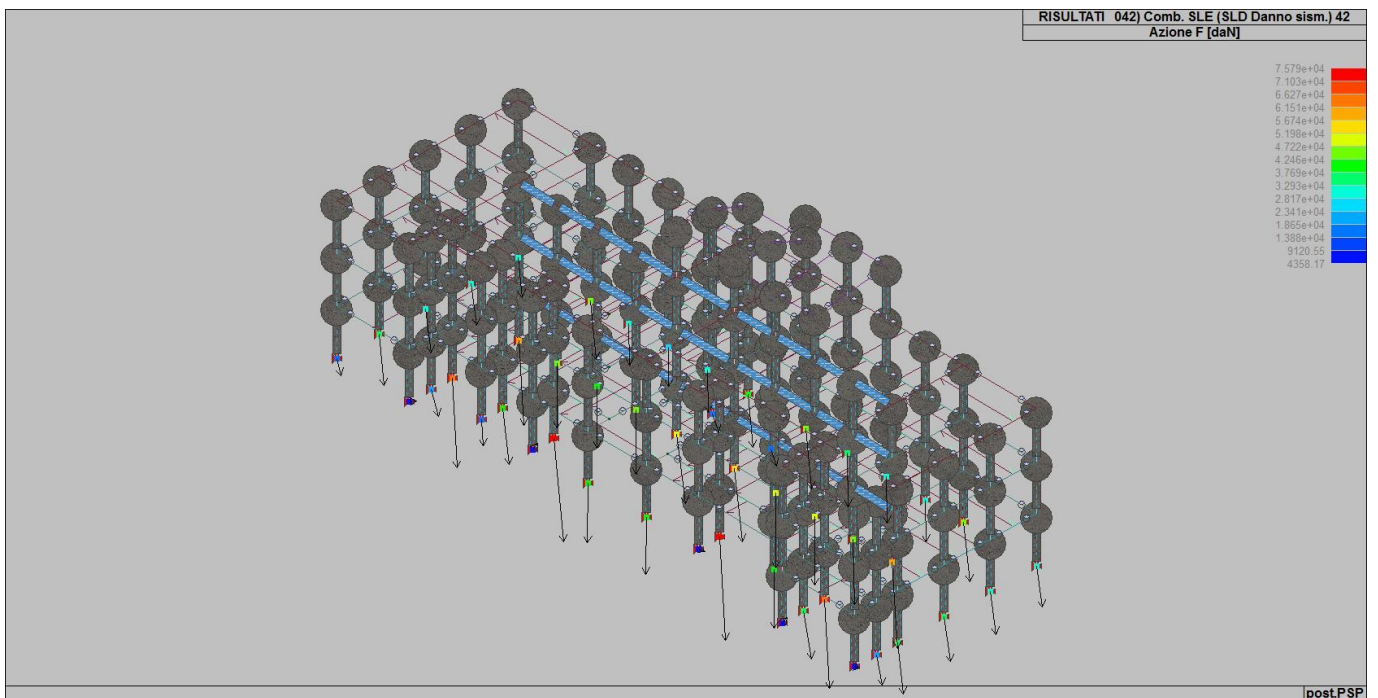 RISULTATI 042) Comb. SLE (SLD Danno sism.) 42
Azione F [daN]
7.579e+04
7.103e+04
6.627e+04
6.151e+04
5.674e+04
5.198e+04
4.722e+04
4.246e+04
3.769e+04
3.293e+04
2.817e+04
2.341e+04
1.865e+04
1.388e+04
9120.55
4358.17
post.PSP